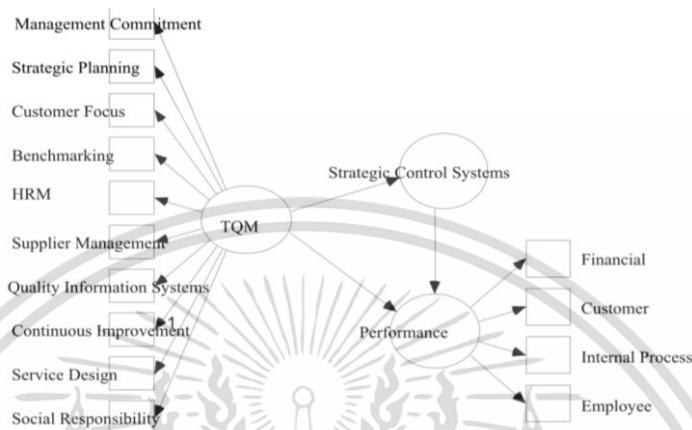 Management Commitment
Strategic Planning
Customer Focus
Benchmarking
HRM
Supplier Management
Quality Information Systems
Continuous Improvement
1
Service Design
Social Responsibility
TQM
Strategic Control Systems
Performance
Financial
Customer
Internal Process
Employee